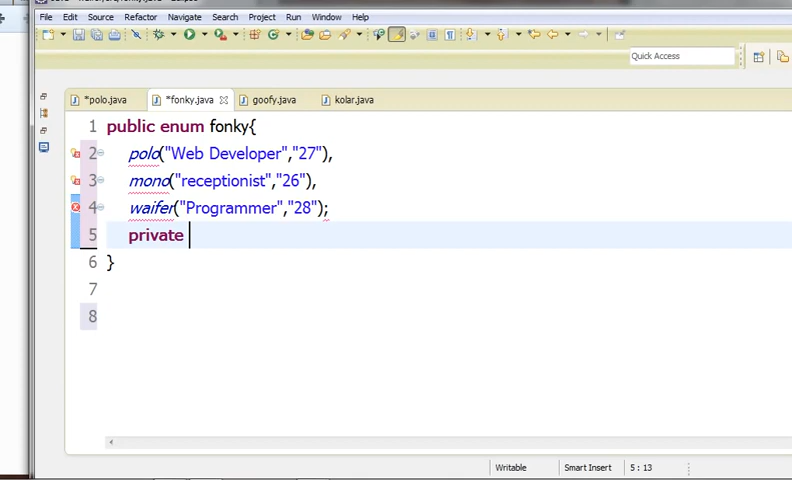 File Edit Source Refactor Navigate Search Project Run Window Help
Quick Access
*polo.java *fonky.java goofy.java kolar.java
1 public enum fonky{
2 polo("Web Developer","27"),
3 mono("receptionist","26"),
4 waifer("Programmer","28");
5 private
6 }
7
8
Writable Smart Insert 5 : 13